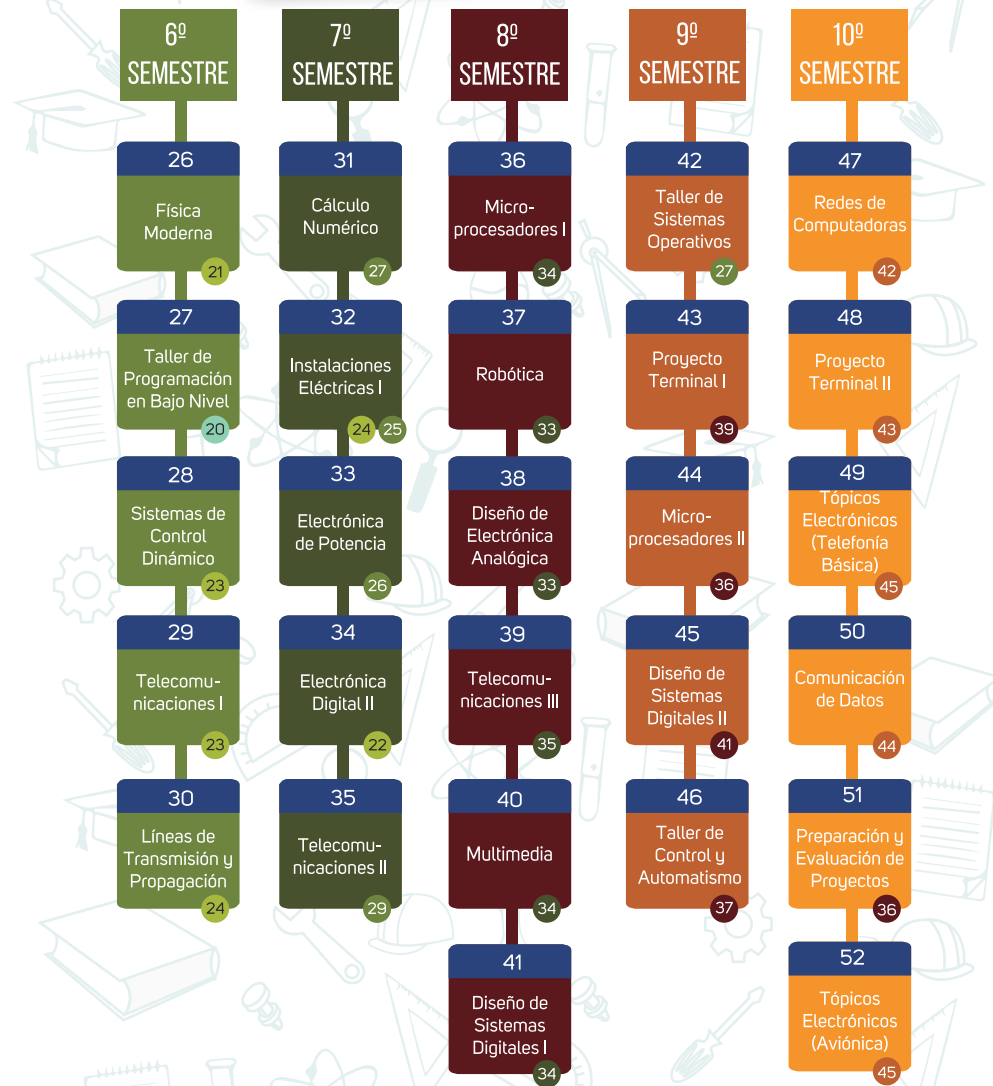 6º
SEMESTRE
26
Física
Moderna
21
27
Taller de
Programación
en Bajo Nivel
20
28
Sistemas de
Control
Dinámico
23
29
Telecomu-
nicaciones I
23
30
Líneas de
Transmisión y
Propagación
24
7º
SEMESTRE
31
Cálculo
Numérico
27
32
Instalaciones
Eléctricas I
24 25
33
Electrónica
de Potencia
26
34
Electrónica
Digital II
22
35
Telecomu-
nicaciones II
29
8º
SEMESTRE
36
Micro-
procesadores I
34
37
Robótica
33
38
Diseño de
Electrónica
Analógica
33
39
Telecomu-
nicaciones III
35
40
Multimedia
34
41
Diseño de
Sistemas
Digitales I
34
9º
SEMESTRE
42
Taller de
Sistemas
Operativos
27
43
Proyecto
Terminal I
39
44
Micro-
procesadores II
36
45
Diseño de
Sistemas
Digitales II
41
46
Taller de
Control y
Automatismo
37
10º
SEMESTRE
47
Redes de
Computadoras
42
48
Proyecto
Terminal II
43
49
Tópicos
Electrónicos
(Telefonía
Básica)
45
50
Comunicación
de Datos
44
51
Preparación y
Evaluación de
Proyectos
36
52
Tópicos
Electrónicos
(Aviónica)
45